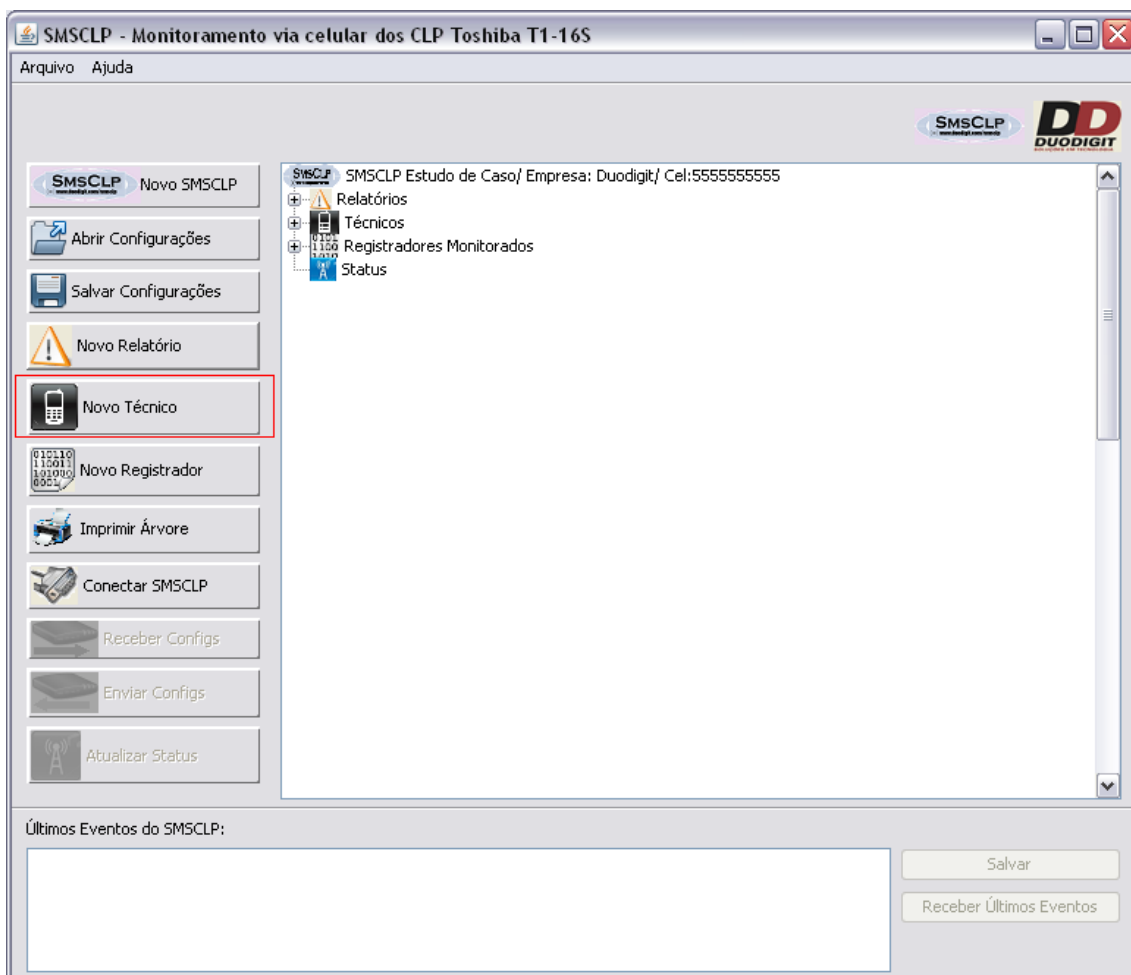 SMSCLP - Monitoramento via celular dos CLP Toshiba T1-16S
Arquivo Ajuda
SMSCLP
DD
DUODIGIT
SMSCLP Novo SMSCLP
Abrir Configurações
Salvar Configurações
Novo Relatório
Novo Técnico
Novo Registrador
Imprimir Árvore
Conectar SMSCLP
Receber Configs
Enviar Configs
Atualizar Status
SMSCLP SMSCLP Estudo de Caso/ Empresa: Duodigit/ Cel:5555555555
Relatórios
Técnicos
Registradores Monitorados
Status
Últimos Eventos do SMSCLP:
Salvar
Receber Últimos Eventos